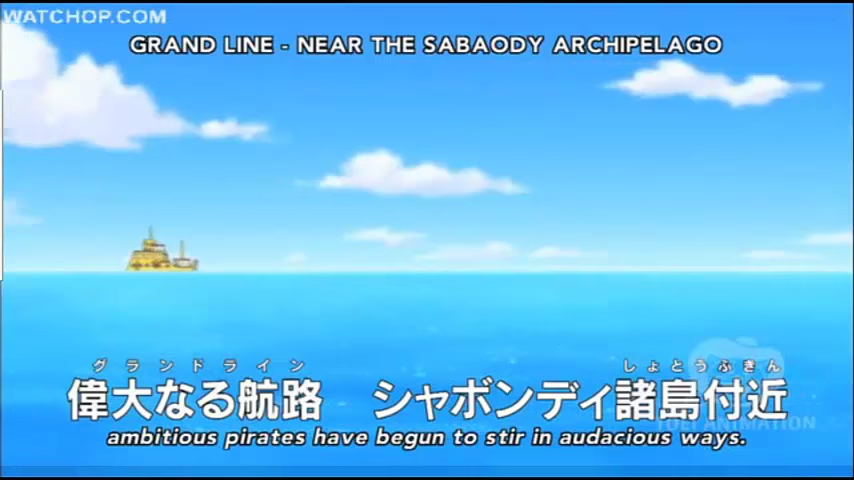 WATCHOP.COM
GRAND LINE - NEAR THE SABAODY ARCHIPELAGO
グランドライン　しょとうふきん
偉大なる航路　シャボンディ諸島付近
TOEI ANIMATION
ambitious pirates have begun to stir in audacious ways.